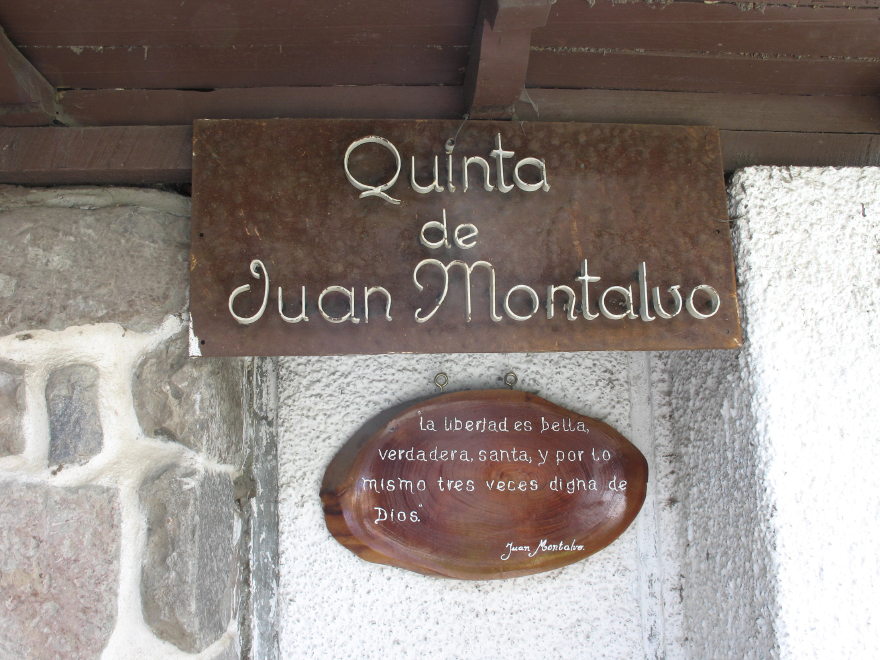 Quinta
de
Juan Montalvo
"La libertad es bella,
verdadera, santa, y por lo
mismo tres veces digna de
Dios."
Juan Montalvo.